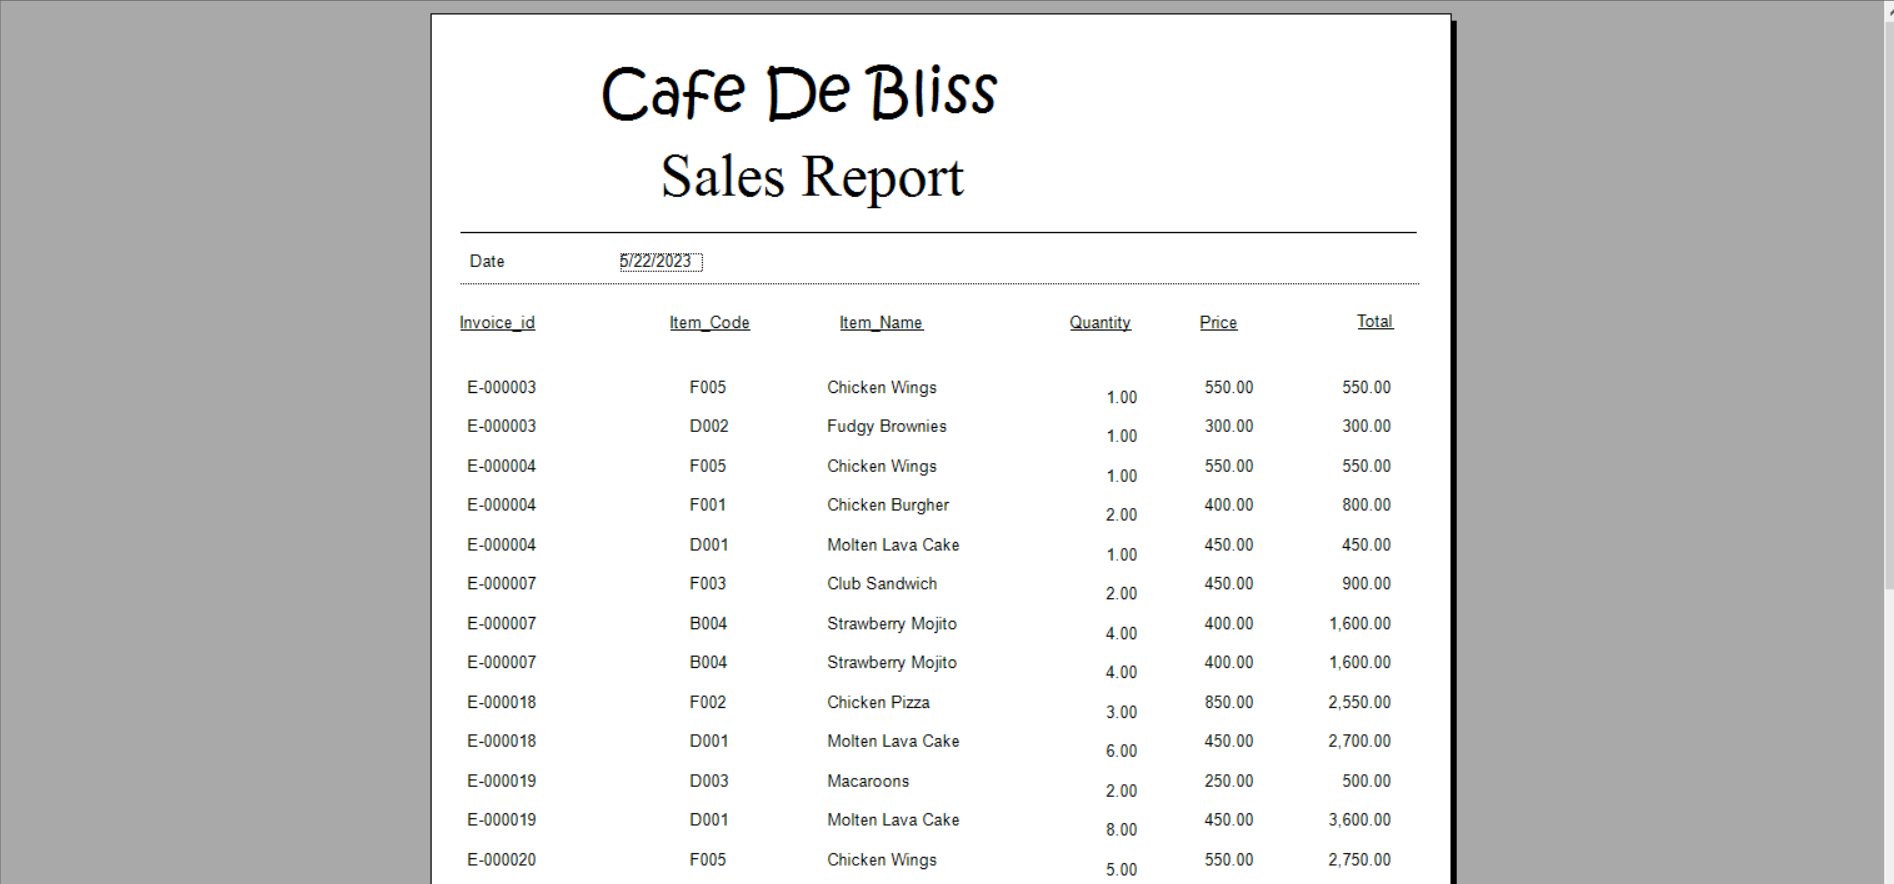 Cafe De Bliss
Sales Report
Date 5/22/2023
Invoice_id Item_Code Item_Name Quantity Price Total
E-000003 F005 Chicken Wings 1.00 550.00 550.00
E-000003 D002 Fudgy Brownies 1.00 300.00 300.00
E-000004 F005 Chicken Wings 1.00 550.00 550.00
E-000004 F001 Chicken Burgher 2.00 400.00 800.00
E-000004 D001 Molten Lava Cake 1.00 450.00 450.00
E-000007 F003 Club Sandwich 2.00 450.00 900.00
E-000007 B004 Strawberry Mojito 4.00 400.00 1,600.00
E-000007 B004 Strawberry Mojito 4.00 400.00 1,600.00
E-000018 F002 Chicken Pizza 3.00 850.00 2,550.00
E-000018 D001 Molten Lava Cake 6.00 450.00 2,700.00
E-000019 D003 Macaroons 2.00 250.00 500.00
E-000019 D001 Molten Lava Cake 8.00 450.00 3,600.00
E-000020 F005 Chicken Wings 5.00 550.00 2,750.00